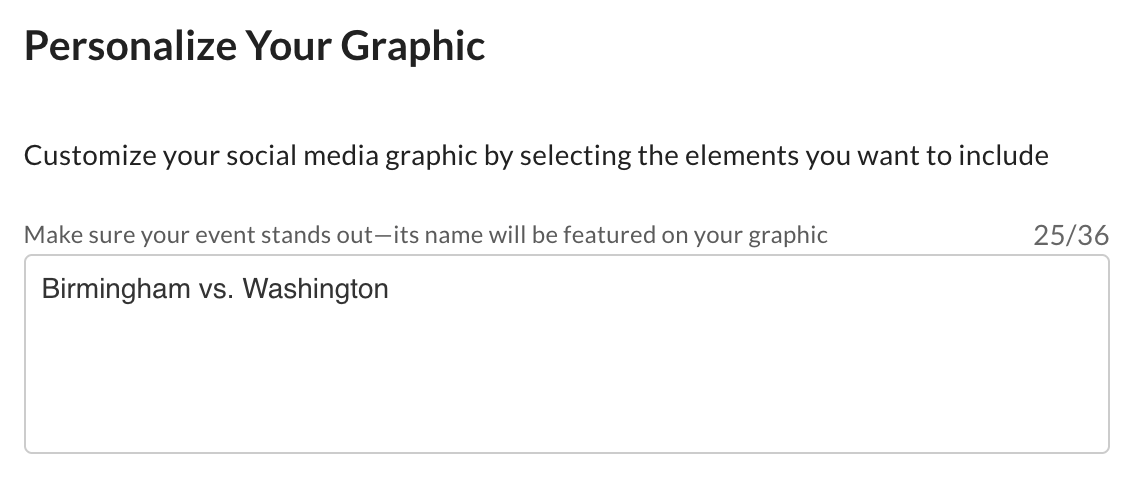 Personalize Your Graphic
Customize your social media graphic by selecting the elements you want to include
Make sure your event stands out—its name will be featured on your graphic 25/36
Birmingham vs. Washington